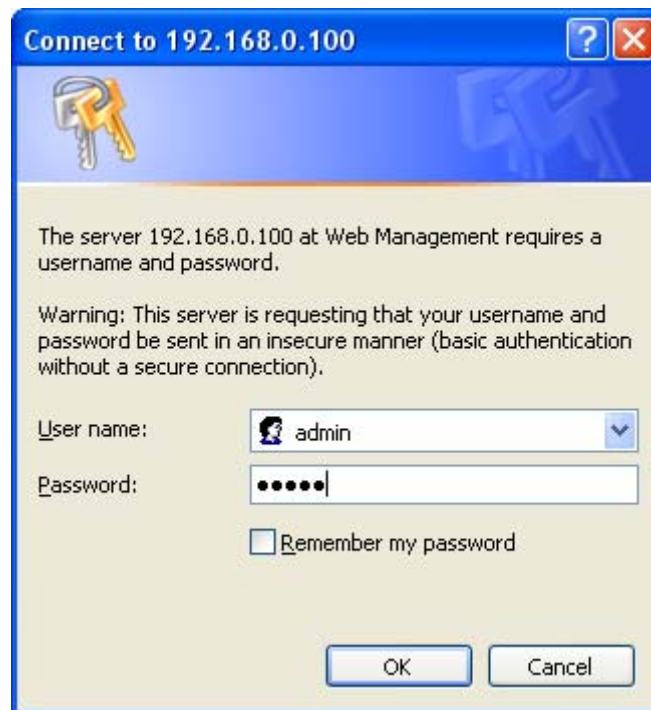 Connect to 192.168.0.100
The server 192.168.0.100 at Web Management requires a
username and password.
Warning: This server is requesting that your username and
password be sent in an insecure manner (basic authentication
without a secure connection).
User name:
admin
Password:
•••••
Remember my password
OK
Cancel